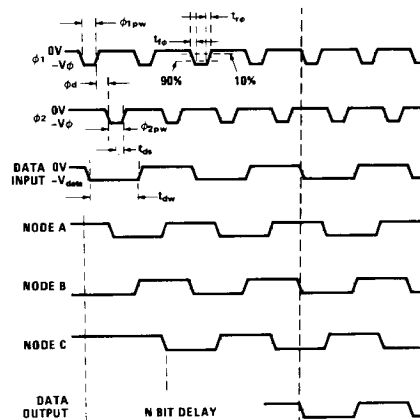 ϕ1pw
trϕ
tfϕ
0V
ϕ1
-Vϕ
ϕd
90%
10%
0V
ϕ2
-Vϕ
ϕ2pw
tds
DATA
INPUT
0V
-Vdata
tdw
NODE A
NODE B
NODE C
DATA
OUTPUT
N BIT DELAY